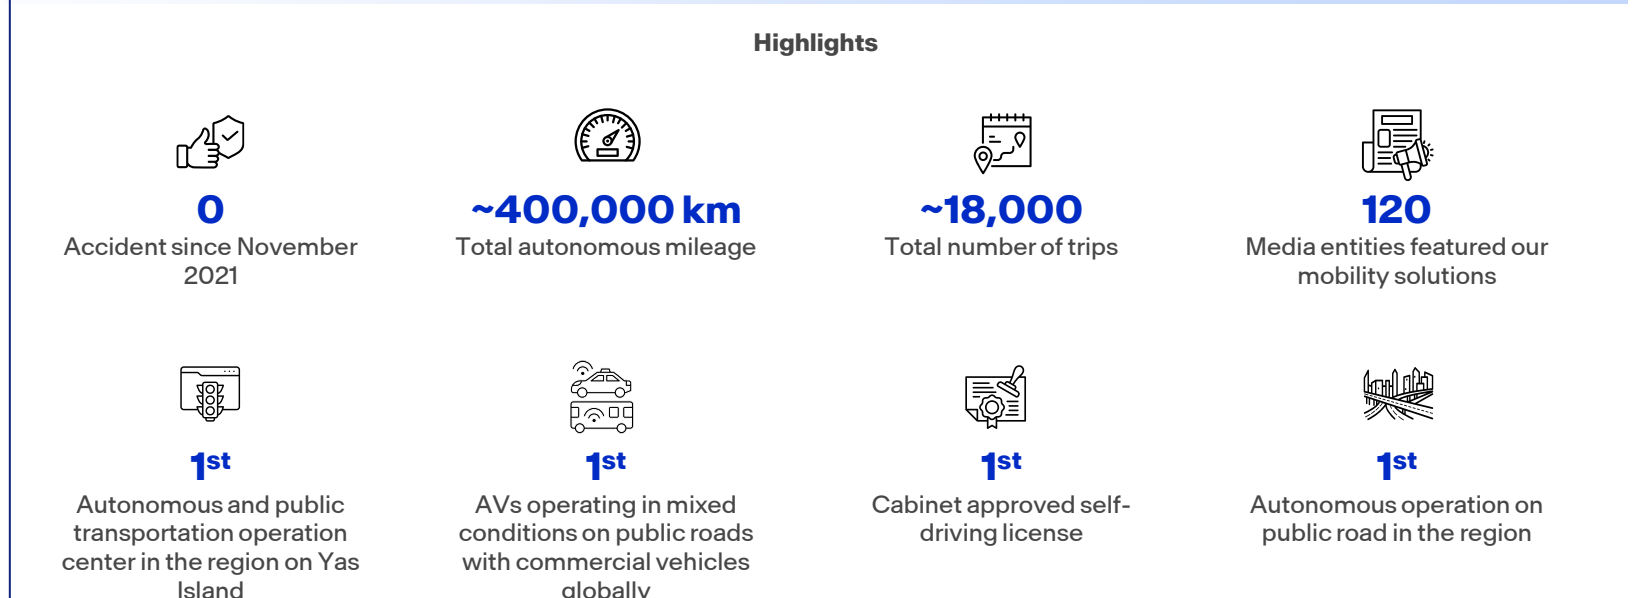 Highlights
0
Accident since November
2021
~400,000 km
Total autonomous mileage
~18,000
Total number of trips
120
Media entities featured our
mobility solutions
1st
Autonomous and public
transportation operation
center in the region on Yas
Island
1st
AVs operating in mixed
conditions on public roads
with commercial vehicles
globally
1st
Cabinet approved self-
driving license
1st
Autonomous operation on
public road in the region